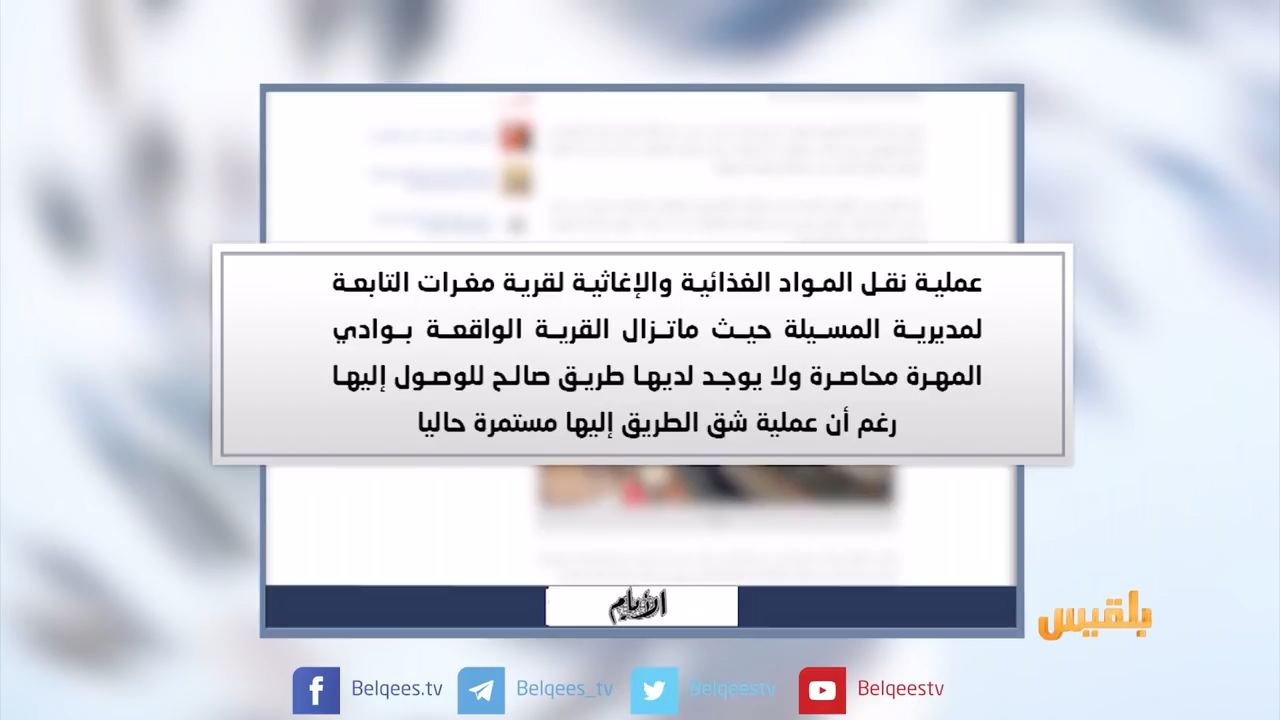 عملية نقل المواد الغذائية والإغاثية لقرية مغرات التابعة
لمديرية المسيلة حيث ماتزال القرية الواقعة بوادي
المهرة محاصرة ولا يوجد لديها طريق صالح للوصول إليها
رغم أن عملية شق الطريق إليها مستمرة حاليا
الأيام
بلقيس
Belqees.tv Belqees_tv Belqeestv Belqeestv